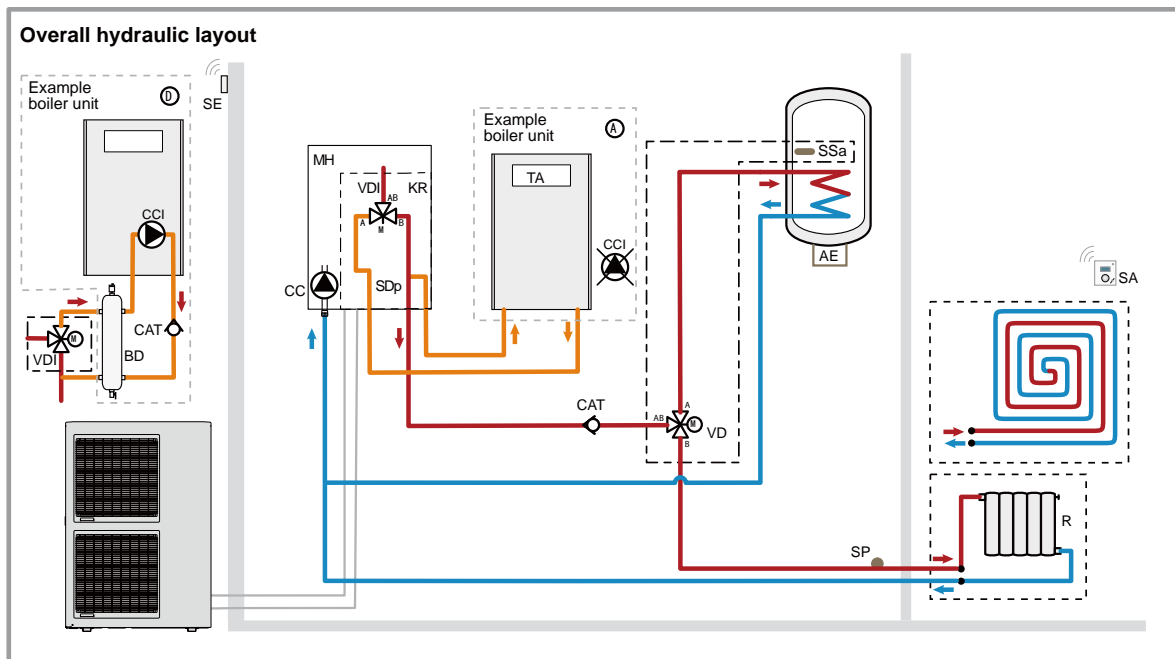 Overall hydraulic layout
Example
boiler unit
D
SE
CCI
CAT
VDI
M
BD
MH
VDI
KR
AB
A
B
M
CC
SDp
Example
boiler unit
A
TA
CCI
SSa
AE
CAT
A
AB
M
B
VD
SP
SA
R